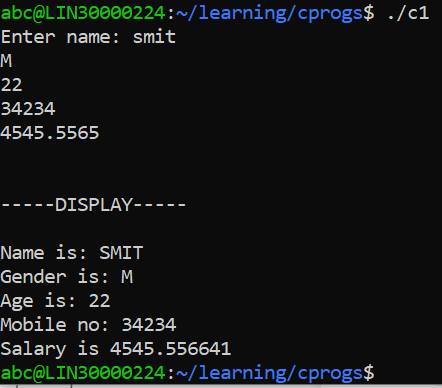 abc@LIN30000224:~/learning/cprogs$ ./c1
Enter name: smit
M
22
34234
4545.5565
-----DISPLAY-----
Name is: SMIT
Gender is: M
Age is: 22
Mobile no: 34234
Salary is 4545.556641
abc@LIN30000224:~/learning/cprogs$